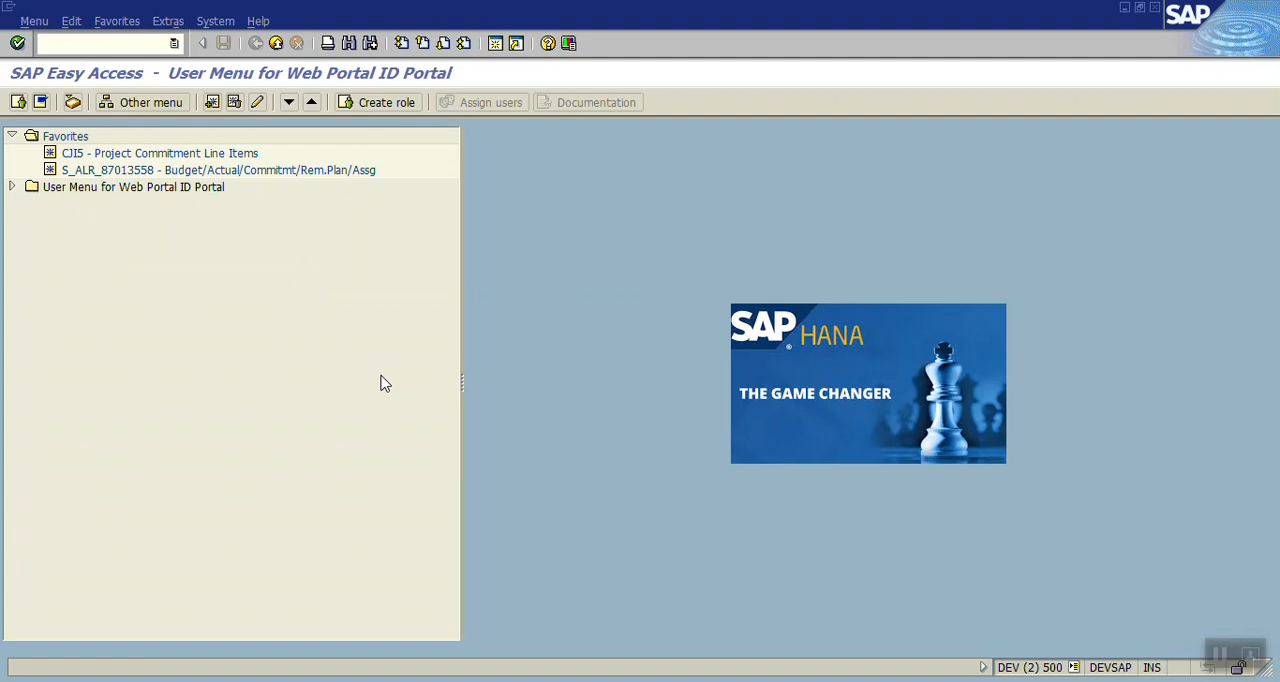 Menu Edit Favorites Extras System Help
SAP
SAP Easy Access - User Menu for Web Portal ID Portal
Other menu Create role Assign users Documentation
Favorites
CJI5 - Project Commitment Line Items
S_ALR_87013558 - Budget/Actual/Commitmt/Rem.Plan/Assg
User Menu for Web Portal ID Portal
SAP® HANA
THE GAME CHANGER
DEV (2) 500 DEVSAP INS